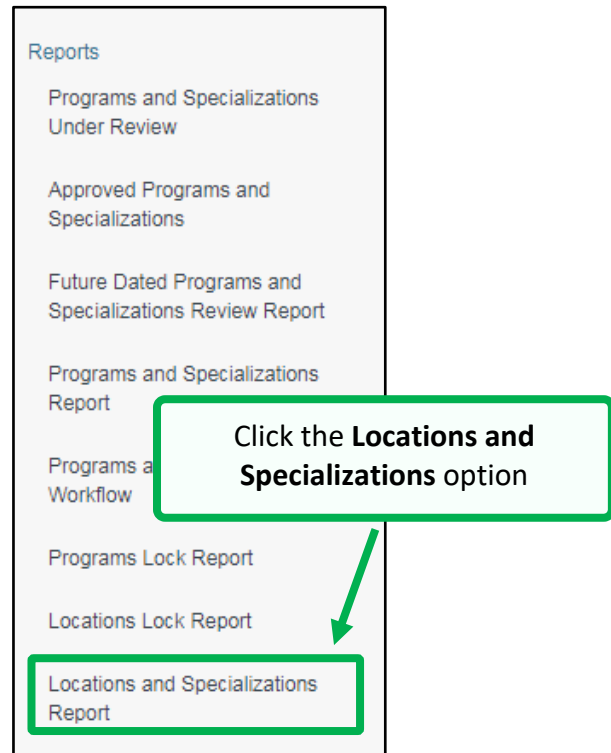 Reports
Programs and Specializations
Under Review
Approved Programs and
Specializations
Future Dated Programs and
Specializations Review Report
Programs and Specializations
Report
Click the Locations and
Specializations option
Programs a
Workflow
Programs Lock Report
Locations Lock Report
Locations and Specializations
Report